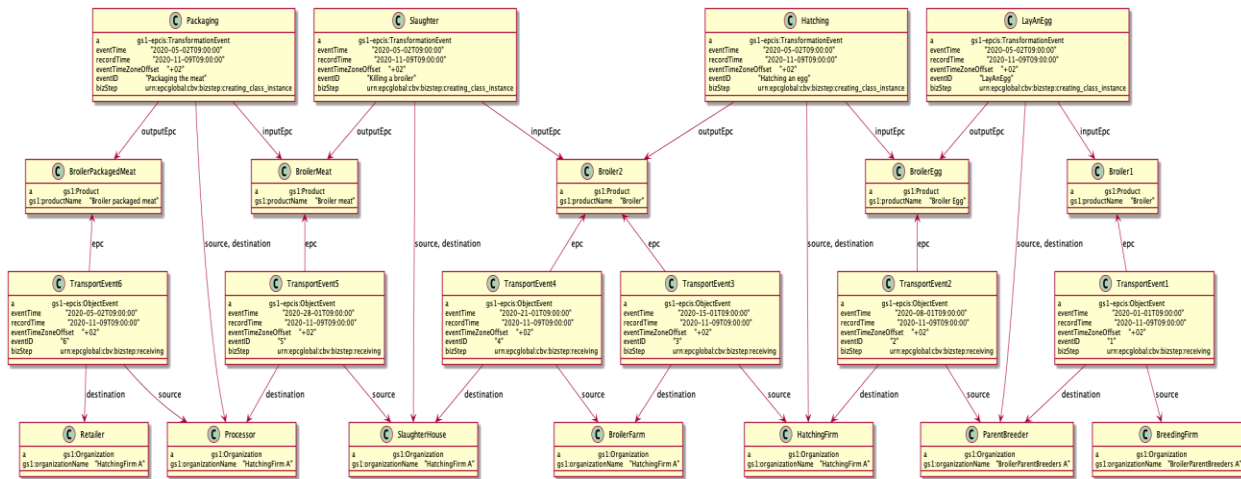 C Packaging
a gs1-epcis:TransformationEvent
eventTime "2020-05-02T09:00:00"
recordTime "2020-11-09T09:00:00"
eventTimeZoneOffset "+02"
eventID "Packaging the meat"
bizStep urn:epcglobal:cbv:bizstep:creating_class_instance
C Slaughter
a gs1-epcis:TransformationEvent
eventTime "2020-05-02T09:00:00"
recordTime "2020-11-09T09:00:00"
eventTimeZoneOffset "+02"
eventID "Killing a broiler"
bizStep urn:epcglobal:cbv:bizstep:creating_class_instance
C Hatching
a gs1-epcis:TransformationEvent
eventTime "2020-05-02T09:00:00"
recordTime "2020-11-09T09:00:00"
eventTimeZoneOffset "+02"
eventID "Hatching an egg"
bizStep urn:epcglobal:cbv:bizstep:creating_class_instance
C LayAnEgg
a gs1-epcis:TransformationEvent
eventTime "2020-05-02T09:00:00"
recordTime "2020-11-09T09:00:00"
eventTimeZoneOffset "+02"
eventID "LayAnEgg"
bizStep urn:epcglobal:cbv:bizstep:creating_class_instance
outputEpc
inputEpc
outputEpc
inputEpc
outputEpc
inputEpc
outputEpc
inputEpc
C BroilerPackagedMeat
a gs1:Product
gs1:productName "Broiler packaged meat"
C BroilerMeat
a gs1:Product
gs1:productName "Broiler meat"
C Broiler2
a gs1:Product
gs1:productName "Broiler"
C BroilerEgg
a gs1:Product
gs1:productName "Broiler Egg"
C Broiler1
a gs1:Product
gs1:productName "Broiler"
epc
source, destination
epc
source, destination
epc
epc
source, destination
epc
source, destination
epc
C TransportEvent6
a gs1-epcis:ObjectEvent
eventTime "2020-05-02T09:00:00"
recordTime "2020-11-09T09:00:00"
eventTimeZoneOffset "+02"
eventID "6"
bizStep urn:epcglobal:cbv:bizstep:receiving
C TransportEvent5
a gs1-epcis:ObjectEvent
eventTime "2020-28-01T09:00:00"
recordTime "2020-11-09T09:00:00"
eventTimeZoneOffset "+02"
eventID "5"
bizStep urn:epcglobal:cbv:bizstep:receiving
C TransportEvent4
a gs1-epcis:ObjectEvent
eventTime "2020-21-01T09:00:00"
recordTime "2020-11-09T09:00:00"
eventTimeZoneOffset "+02"
eventID "4"
bizStep urn:epcglobal:cbv:bizstep:receiving
C TransportEvent3
a gs1-epcis:ObjectEvent
eventTime "2020-15-01T09:00:00"
recordTime "2020-11-09T09:00:00"
eventTimeZoneOffset "+02"
eventID "3"
bizStep urn:epcglobal:cbv:bizstep:receiving
C TransportEvent2
a gs1-epcis:ObjectEvent
eventTime "2020-08-01T09:00:00"
recordTime "2020-11-09T09:00:00"
eventTimeZoneOffset "+02"
eventID "2"
bizStep urn:epcglobal:cbv:bizstep:receiving
C TransportEvent1
a gs1-epcis:ObjectEvent
eventTime "2020-01-01T09:00:00"
recordTime "2020-11-09T09:00:00"
eventTimeZoneOffset "+02"
eventID "1"
bizStep urn:epcglobal:cbv:bizstep:receiving
destination
source
destination
source
destination
source
destination
source
destination
source
destination
source
C Retailer
a gs1:Organization
gs1:organizationName "HatchingFirm A"
C Processor
a gs1:Organization
gs1:organizationName "HatchingFirm A"
C SlaughterHouse
a gs1:Organization
gs1:organizationName "HatchingFirm A"
C BroilerFarm
a gs1:Organization
gs1:organizationName "HatchingFirm A"
C HatchingFirm
a gs1:Organization
gs1:organizationName "HatchingFirm A"
C ParentBreeder
a gs1:Organization
gs1:organizationName "BroilerParentBreeders A"
C BreedingFirm
a gs1:Organization
gs1:organizationName "BroilerParentBreeders A"